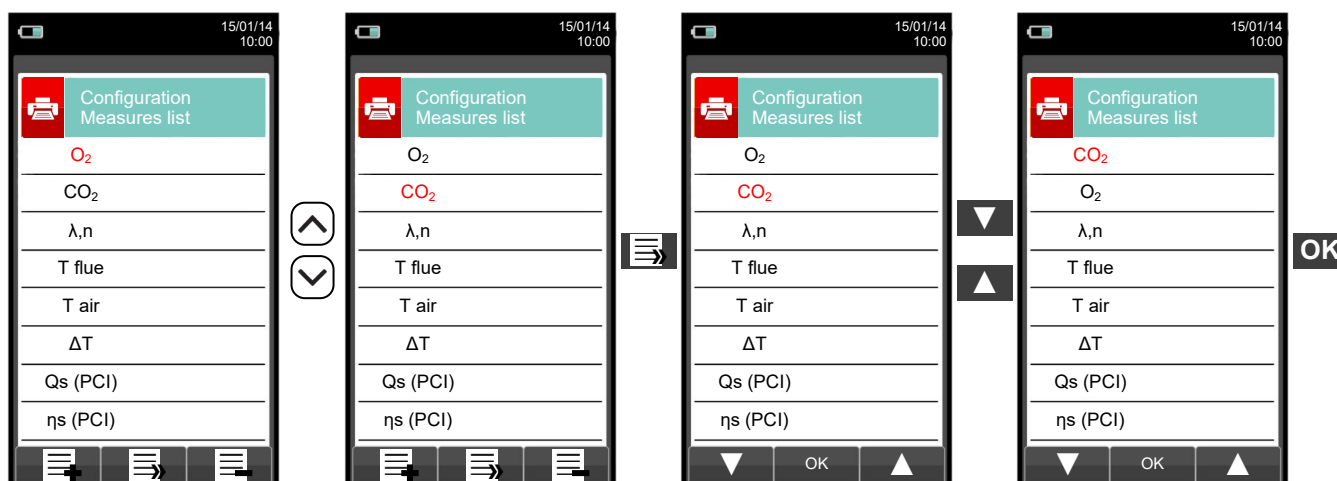 15/01/14
10:00
Configuration
Measures list
O₂
CO₂
λ,n
T flue
T air
ΔT
Qs (PCI)
ηs (PCI)
15/01/14
10:00
Configuration
Measures list
O₂
CO₂
λ,n
T flue
T air
ΔT
Qs (PCI)
ηs (PCI)
15/01/14
10:00
Configuration
Measures list
O₂
CO₂
λ,n
T flue
T air
ΔT
Qs (PCI)
ηs (PCI)
OK
15/01/14
10:00
Configuration
Measures list
CO₂
O₂
λ,n
T flue
T air
ΔT
Qs (PCI)
ηs (PCI)
OK
OK